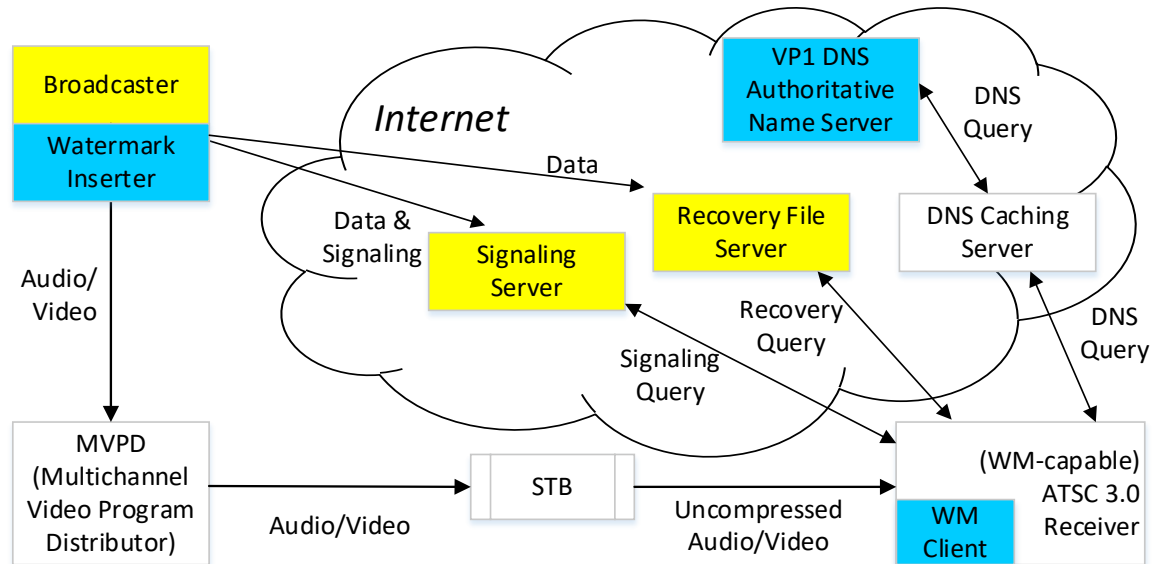 Broadcaster
Watermark
Inserter
Internet
VP1 DNS
Authoritative
Name Server
DNS
Query
Data
Data &
Signaling
Signaling
Server
Recovery File
Server
DNS Caching
Server
Audio/
Video
Signaling
Query
Recovery
Query
DNS
Query
MVPD
(Multichannel
Video Program
Distributor)
Audio/Video
STB
Uncompressed
Audio/Video
(WM-capable)
ATSC 3.0
Receiver
WM
Client